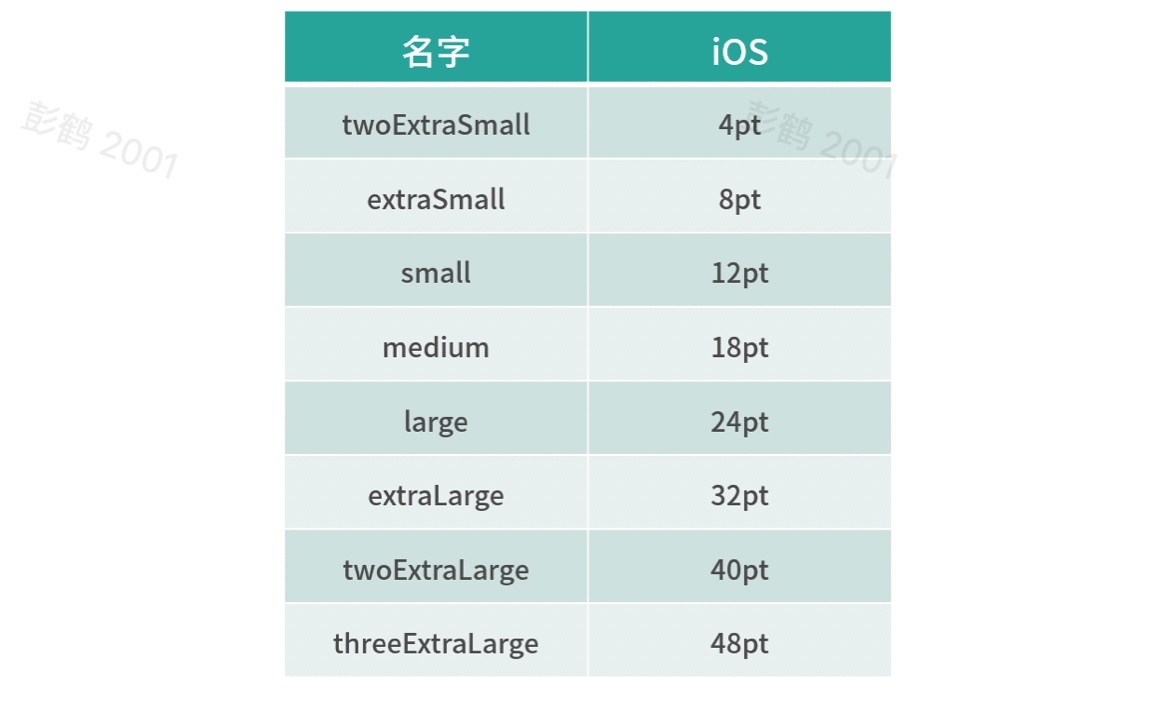 名字 iOS
twoExtraSmall 4pt
extraSmall 8pt
small 12pt
medium 18pt
large 24pt
extraLarge 32pt
twoExtraLarge 40pt
threeExtraLarge 48pt
彭鹤 2001
彭鹤 2001